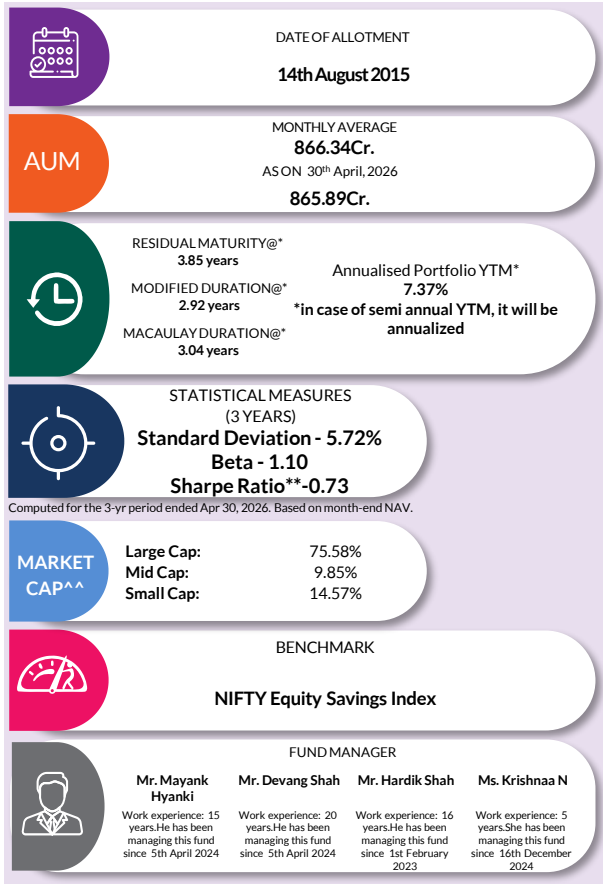 DATE OF ALLOTMENT
14th August 2015
AUM
MONTHLY AVERAGE
866.34Cr.
AS ON 30th April, 2026
865.89Cr.
RESIDUAL MATURITY@*
3.85 years
MODIFIED DURATION@*
2.92 years
MACAULAY DURATION@*
3.04 years
Annualised Portfolio YTM*
7.37%
*in case of semi annual YTM, it will be
annualized
STATISTICAL MEASURES
(3 YEARS)
Standard Deviation - 5.72%
Beta - 1.10
Sharpe Ratio**-0.73
Computed for the 3-yr period ended Apr 30, 2026. Based on month-end NAV.
MARKET
CAP^^
Large Cap: 75.58%
Mid Cap: 9.85%
Small Cap: 14.57%
BENCHMARK
NIFTY Equity Savings Index
FUND MANAGER
Mr. Mayank
Hyanki
Work experience: 15
years.He has been
managing this fund
since 5th April 2024
Mr. Devang Shah
Work experience: 20
years.He has been
managing this fund
since 5th April 2024
Mr. Hardik Shah
Work experience: 16
years.He has been
managing this fund
since 1st February
2023
Ms. Krishnaa N
Work experience: 5
years.She has been
managing this fund
since 16th December
2024